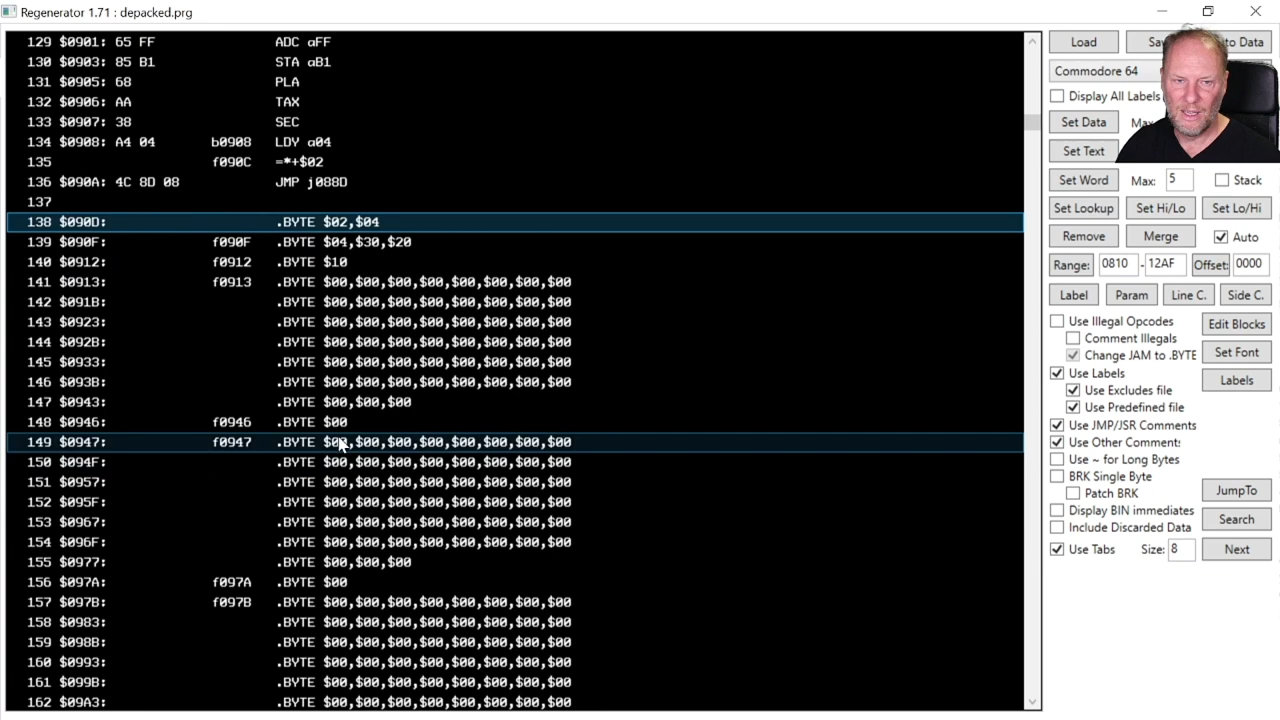 Regenerator 1.71 : depacked.prg
129 $0901: 65 FF ADC aFF
130 $0903: 85 B1 STA aB1
131 $0905: 68 PLA
132 $0906: AA TAX
133 $0907: 38 SEC
134 $0908: A4 04 b0908 LDY a04
135 f090C =*+$02
136 $090A: 4C 8D 08 JMP j088D
137
138 $090D: .BYTE $02,$04
139 $090F: f090F .BYTE $04,$30,$20
140 $0912: f0912 .BYTE $10
141 $0913: f0913 .BYTE $00,$00,$00,$00,$00,$00,$00,$00
142 $091B: .BYTE $00,$00,$00,$00,$00,$00,$00,$00
143 $0923: .BYTE $00,$00,$00,$00,$00,$00,$00,$00
144 $092B: .BYTE $00,$00,$00,$00,$00,$00,$00,$00
145 $0933: .BYTE $00,$00,$00,$00,$00,$00,$00,$00
146 $093B: .BYTE $00,$00,$00,$00,$00,$00,$00,$00
147 $0943: .BYTE $00,$00,$00
148 $0946: f0946 .BYTE $00
149 $0947: f0947 .BYTE $00,$00,$00,$00,$00,$00,$00,$00
150 $094F: .BYTE $00,$00,$00,$00,$00,$00,$00,$00
151 $0957: .BYTE $00,$00,$00,$00,$00,$00,$00,$00
152 $095F: .BYTE $00,$00,$00,$00,$00,$00,$00,$00
153 $0967: .BYTE $00,$00,$00,$00,$00,$00,$00,$00
154 $096F: .BYTE $00,$00,$00,$00,$00,$00,$00,$00
155 $0977: .BYTE $00,$00,$00
156 $097A: f097A .BYTE $00
157 $097B: f097B .BYTE $00,$00,$00,$00,$00,$00,$00,$00
158 $0983: .BYTE $00,$00,$00,$00,$00,$00,$00,$00
159 $098B: .BYTE $00,$00,$00,$00,$00,$00,$00,$00
160 $0993: .BYTE $00,$00,$00,$00,$00,$00,$00,$00
161 $099B: .BYTE $00,$00,$00,$00,$00,$00,$00,$00
162 $09A3: .BYTE $00,$00,$00,$00,$00,$00,$00,$00
Load to Data
Commodore 64
Display All Labels
Set Data
Set Text
Set Word Max: 5 Stack
Set Lookup Set Hi/Lo Set Lo/Hi
Remove Merge Auto
Range: 0810 - 12AF Offset: 0000
Label Param Line C. Side C.
Use Illegal Opcodes Edit Blocks
Comment Illegals
Change JAM to .BYTE Set Font
Use Labels
Use Excludes file Labels
Use Predefined file
Use JMP/JSR Comments
Use Other Comments
Use ~ for Long Bytes
BRK Single Byte
Patch BRK JumpTo
Display BIN immediates
Include Discarded Data Search
Use Tabs Size: 8 Next